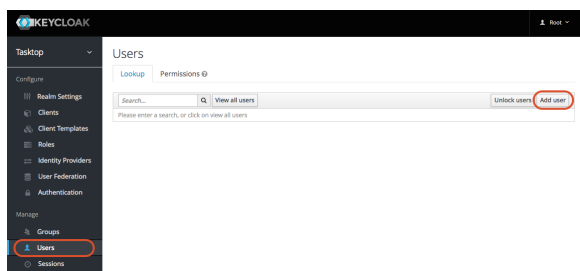 KEYCLOAK
Root
Tasktop
Users
Lookup Permissions
Configure
Search... View all users Unlock users Add user
Please enter a search, or click on view all users
Realm Settings
Clients
Client Templates
Roles
Identity Providers
User Federation
Authentication
Manage
Groups
Users
Sessions